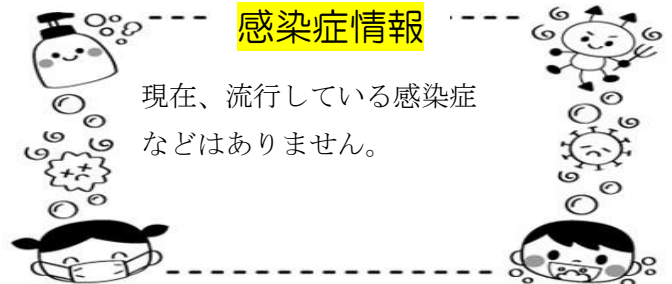 感染症情報
現在、流行している感染症
などはありません。